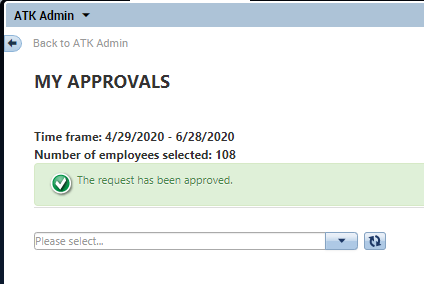 ATK Admin
Back to ATK Admin
MY APPROVALS
Time frame: 4/29/2020 - 6/28/2020
Number of employees selected: 108
The request has been approved.
Please select...